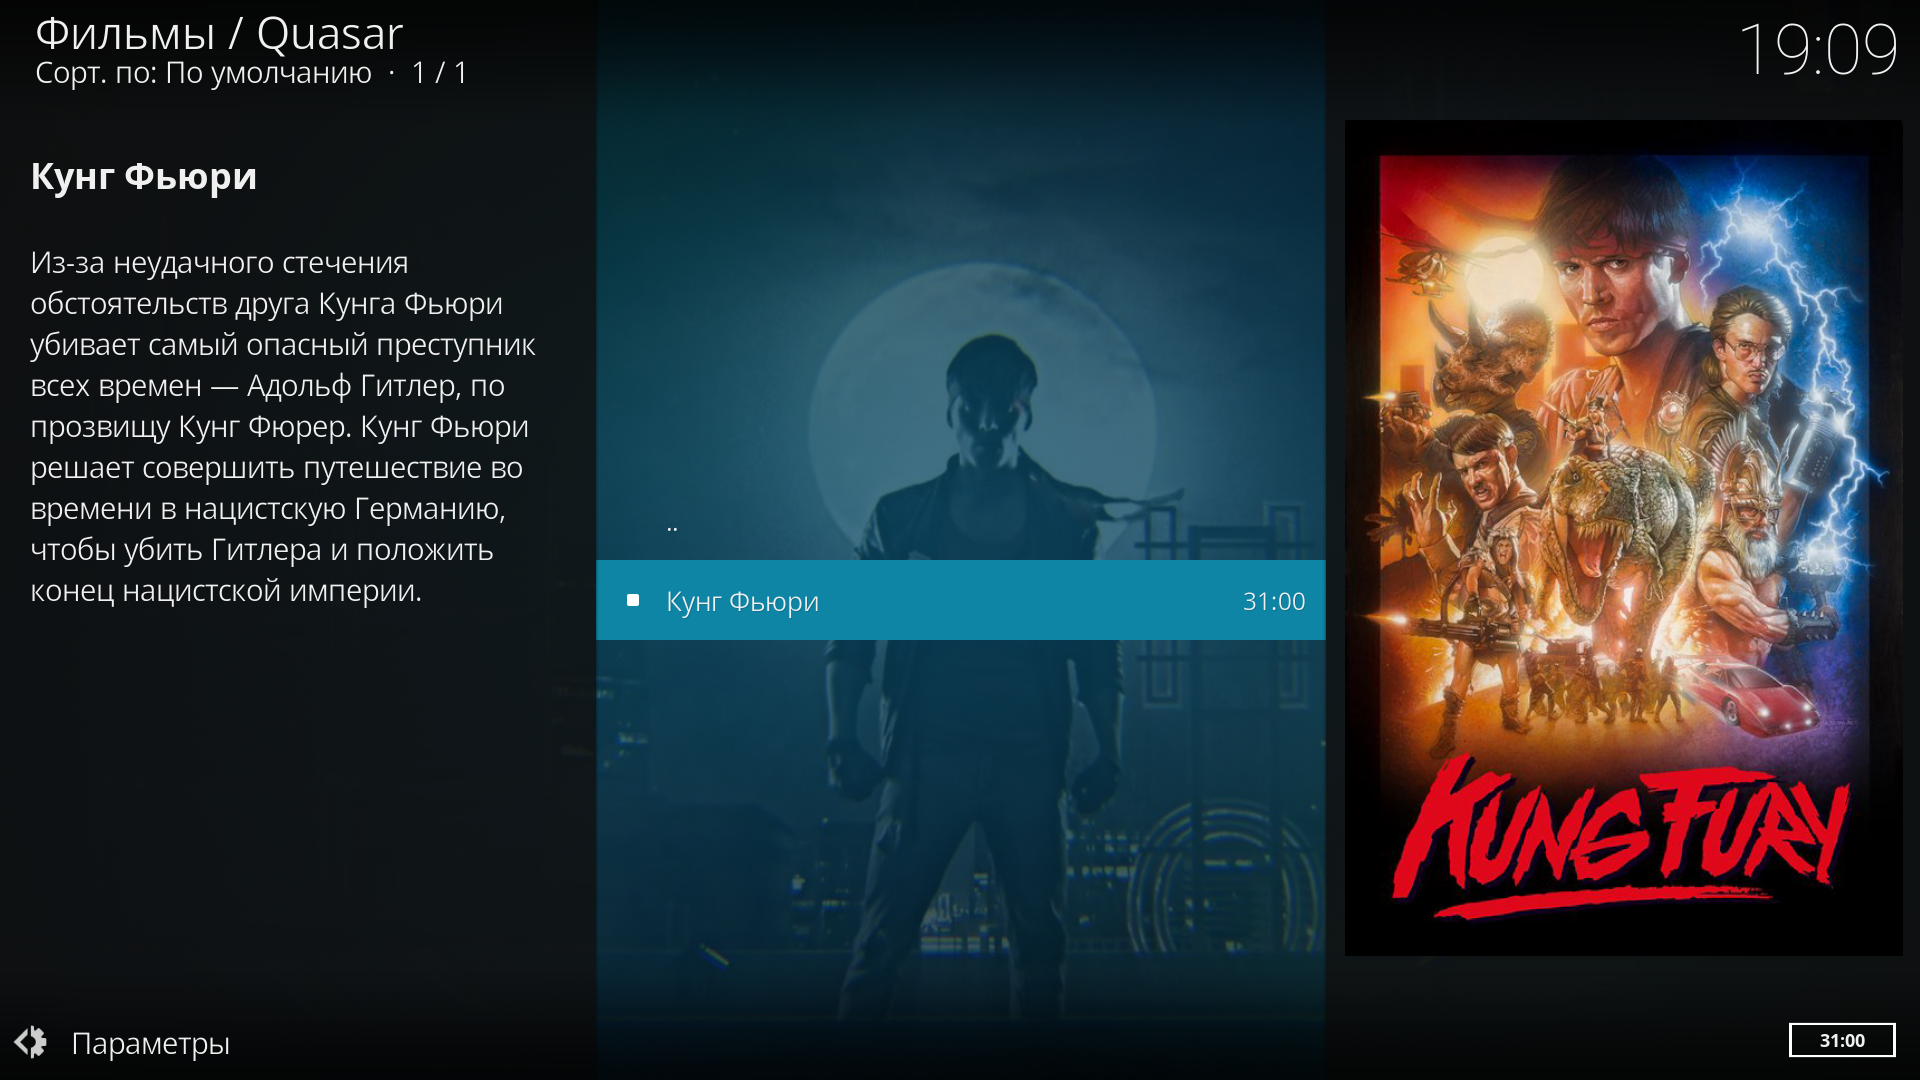 Фильмы / Quasar
Сорт. по: По умолчанию · 1 / 1
19:09
Кунг Фьюри
Из-за неудачного стечения
обстоятельств друга Кунга Фьюри
убивает самый опасный преступник
всех времен — Адольф Гитлер, по
прозвищу Кунг Фюрер. Кунг Фьюри
решает совершить путешествие во
времени в нацистскую Германию,
чтобы убить Гитлера и положить
конец нацистской империи.
..
Кунг Фьюри 31:00
KUNG FURY
Параметры
31:00